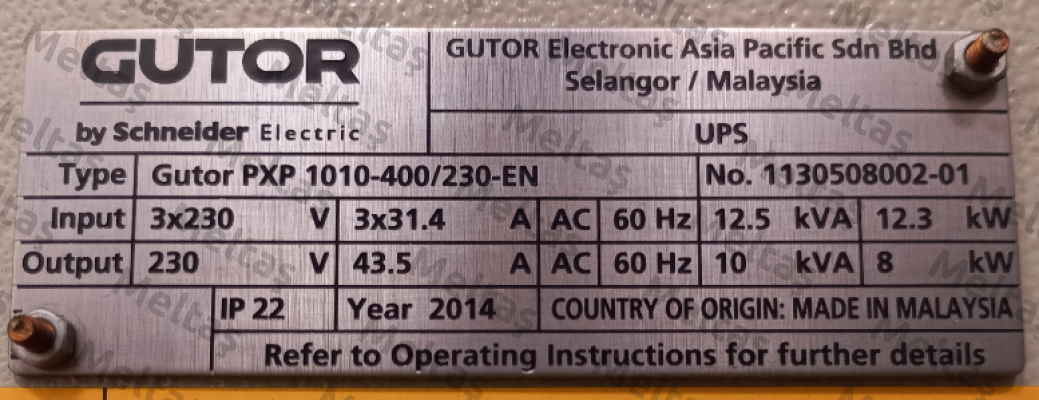 GUTOR
by Schneider Electric
GUTOR Electronic Asia Pacific Sdn Bhd
Selangor / Malaysia
UPS
Type Gutor PXP 1010-400/230-EN No. 1130508002-01
Input 3x230 V 3x31.4 A AC 60 Hz 12.5 kVA 12.3 kW
Output 230 V 43.5 A AC 60 Hz 10 kVA 8 kW
IP 22 Year 2014 COUNTRY OF ORIGIN: MADE IN MALAYSIA
Refer to Operating Instructions for further details
Meltaş